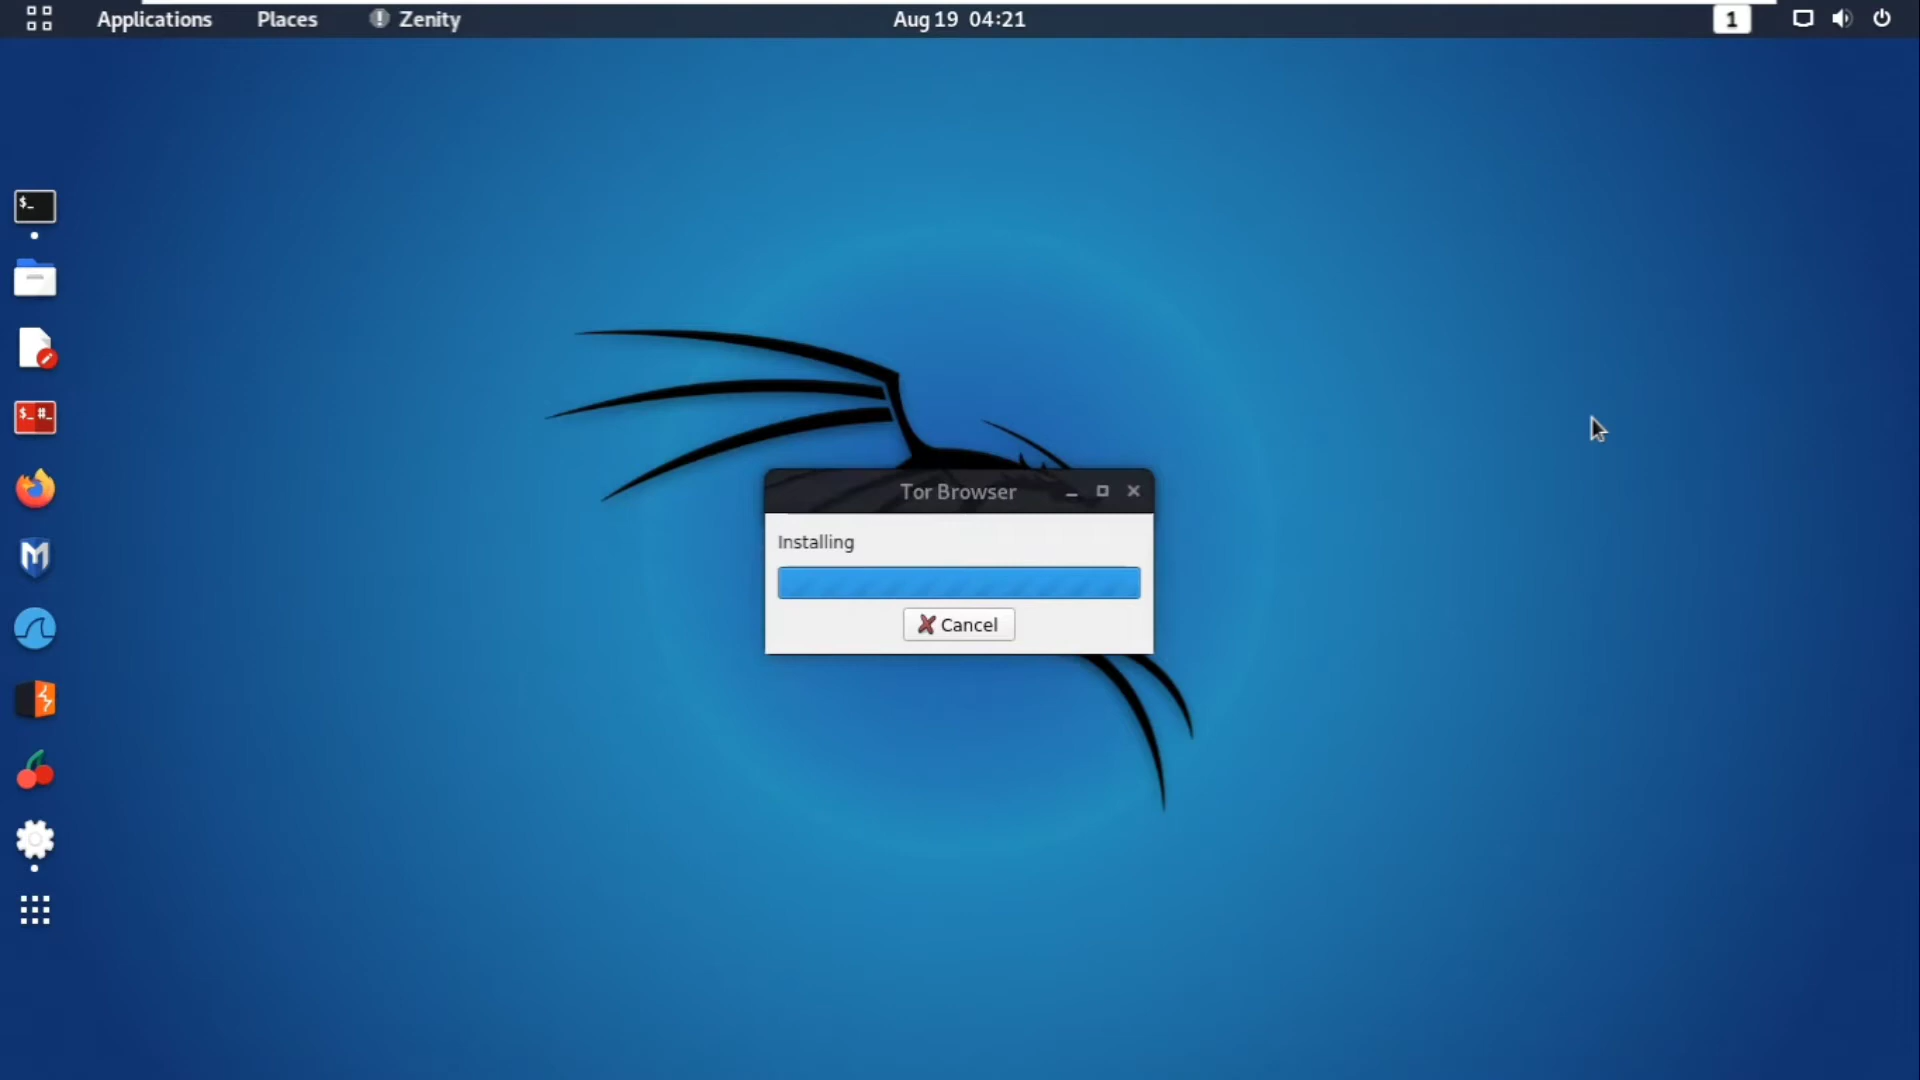 Applications Places Zenity Aug 19 04:21 1
$_
$_ #_
Tor Browser
Installing
Cancel